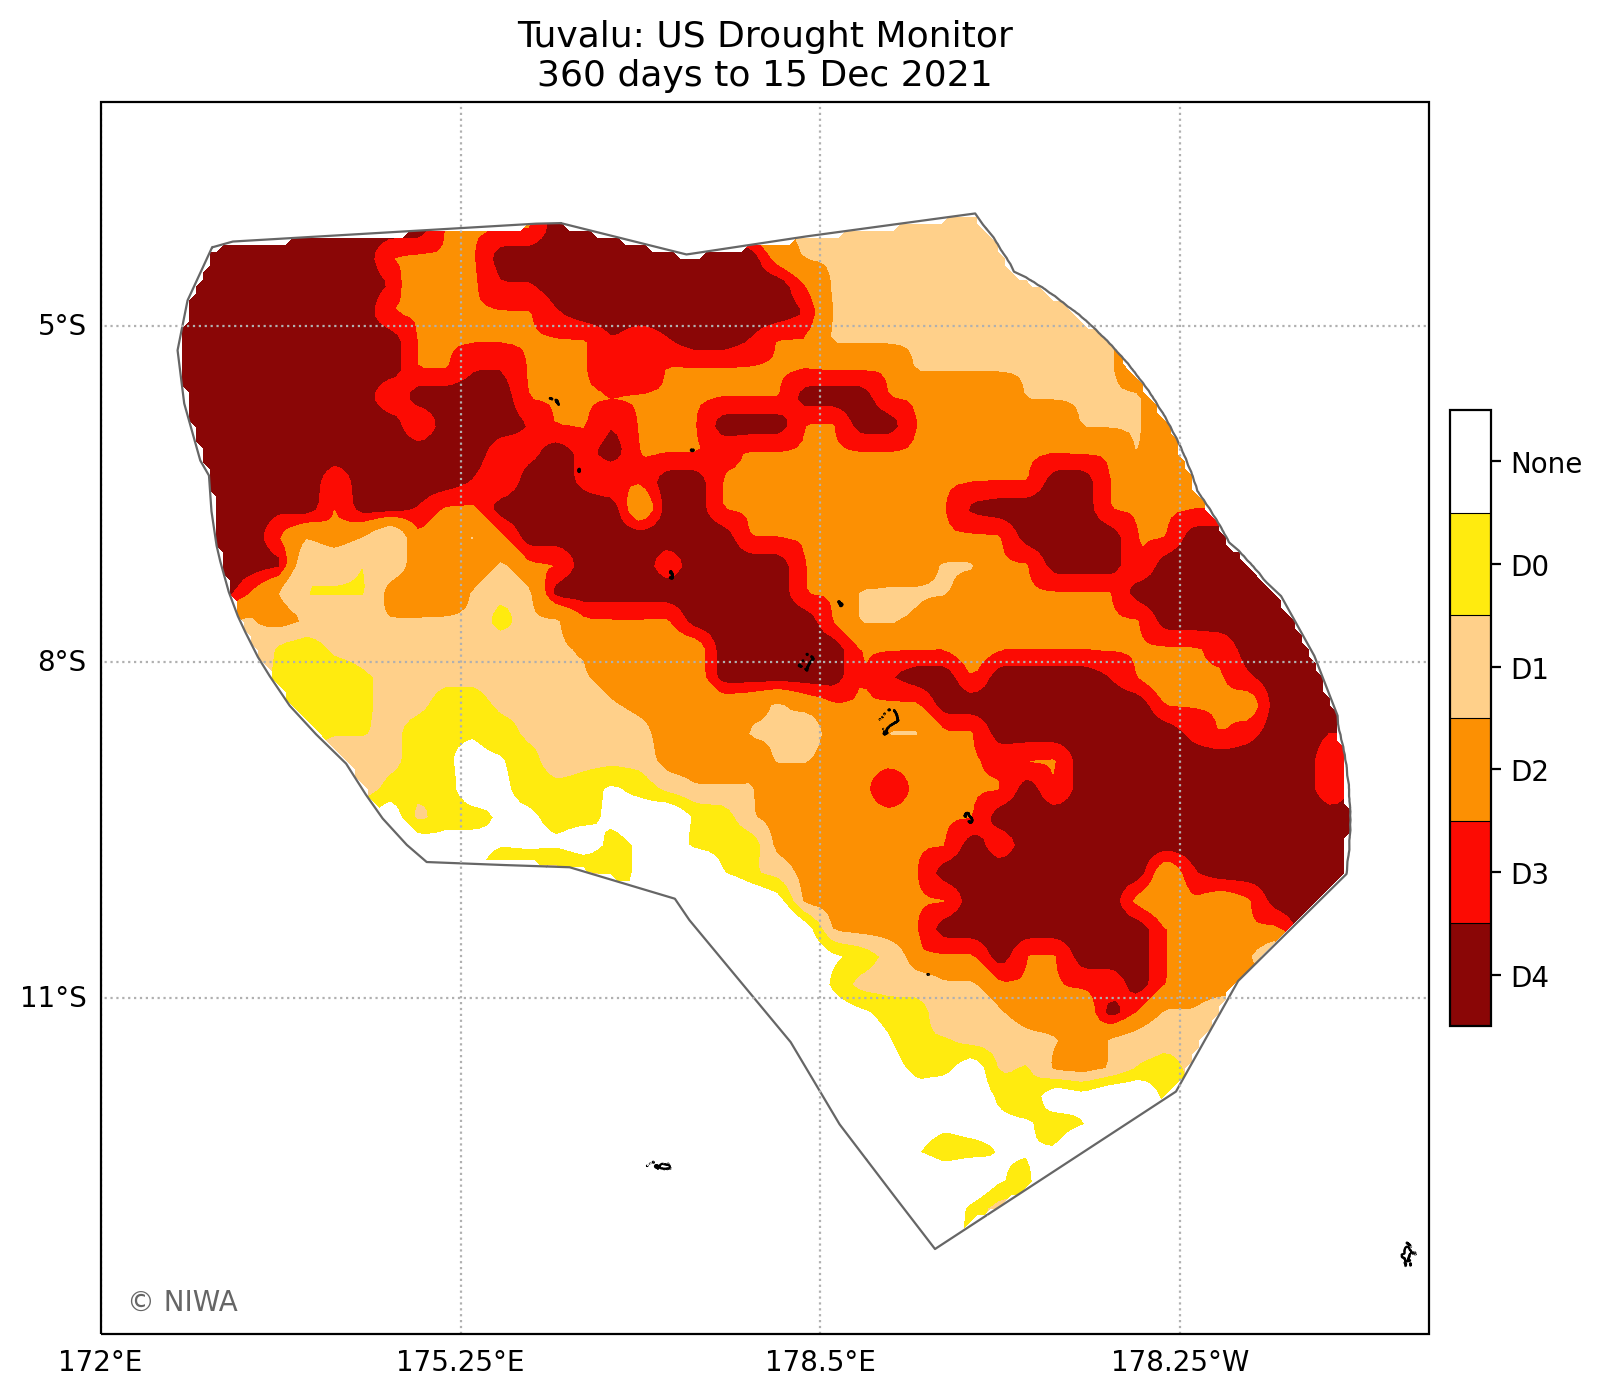 Tuvalu: US Drought Monitor
360 days to 15 Dec 2021
5°S
8°S
11°S
172°E
175.25°E
178.5°E
178.25°W
None
D0
D1
D2
D3
D4
© NIWA